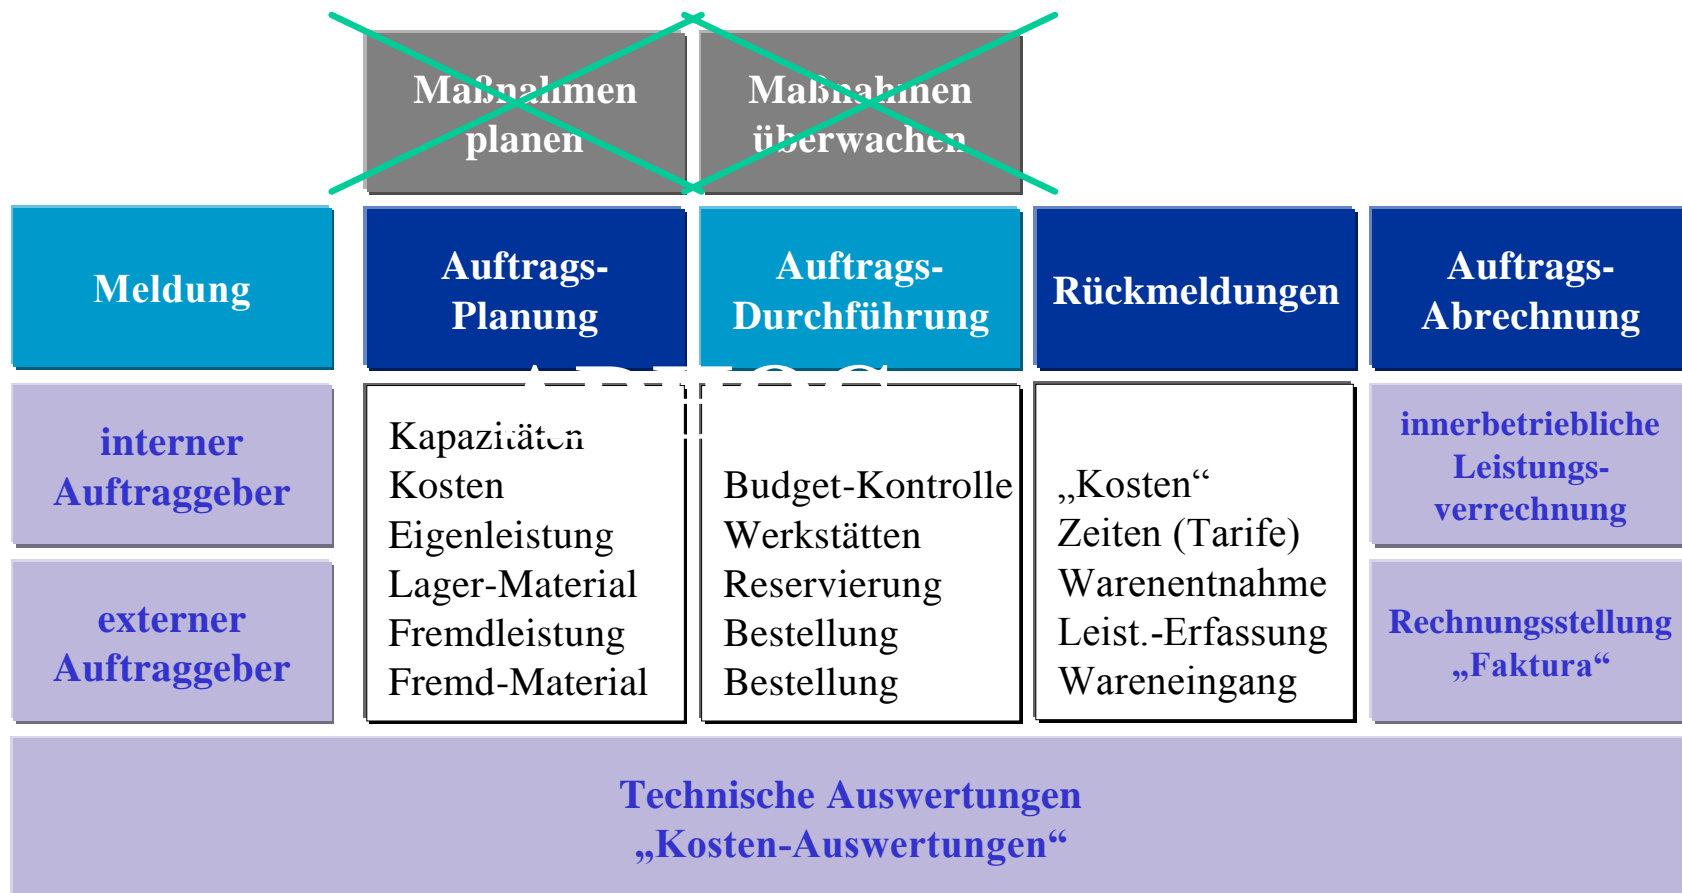 Maßnahmen
planen
Maßnahmen
überwachen
Meldung
Auftrags-
Planung
Auftrags-
Durchführung
Rückmeldungen
Auftrags-
Abrechnung
interner
Auftraggeber
externer
Auftraggeber
Kapazitäten
Kosten
Eigenleistung
Lager-Material
Fremdleistung
Fremd-Material
Budget-Kontrolle
Werkstätten
Reservierung
Bestellung
Bestellung
„Kosten“
Zeiten (Tarife)
Warenentnahme
Leist.-Erfassung
Wareneingang
innerbetriebliche
Leistungs-
verrechnung
Rechnungsstellung
„Faktura“
Technische Auswertungen
„Kosten-Auswertungen“